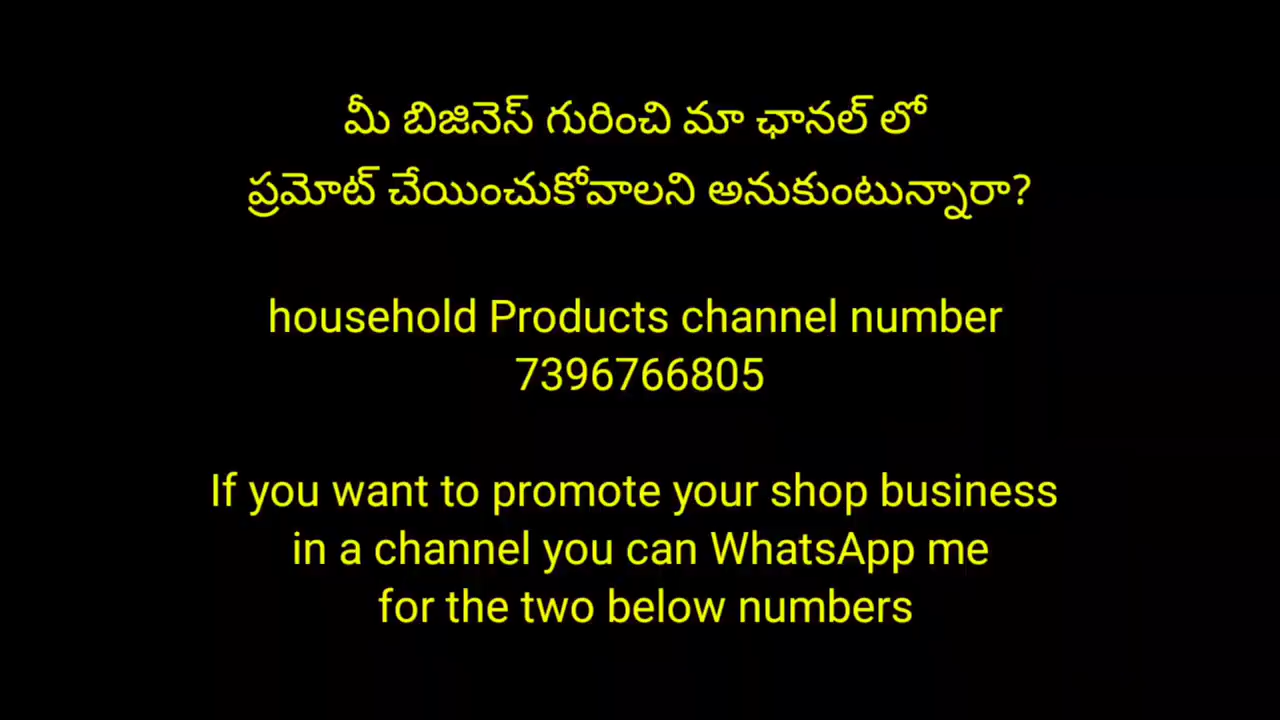 మీ బిజినెస్ గురించి మా ఛానల్ లో
ప్రమోట్ చేయించుకోవాలని అనుకుంటున్నారా?
household Products channel number
7396766805
If you want to promote your shop business
in a channel you can WhatsApp me
for the two below numbers